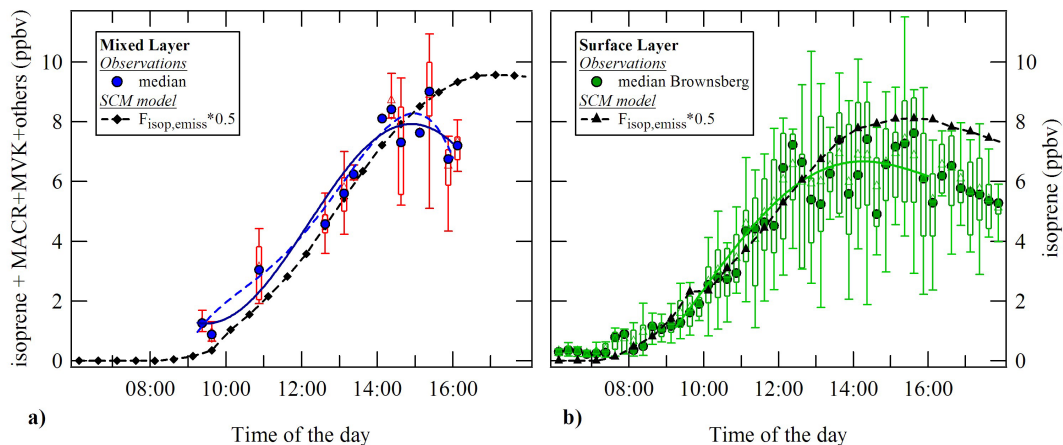 isoprene + MACR+MVK+others (ppbv)
10
8
6
4
2
0
Mixed Layer
Observations
median
SCM model
Fisop,emiss*0.5
08:00 10:00 12:00 14:00 16:00
a)
Time of the day
Surface Layer
Observations
median Brownsberg
SCM model
Fisop,emiss*0.5
08:00 10:00 12:00 14:00 16:00
b)
Time of the day
10
8
6
4
2
0
isoprene (ppbv)